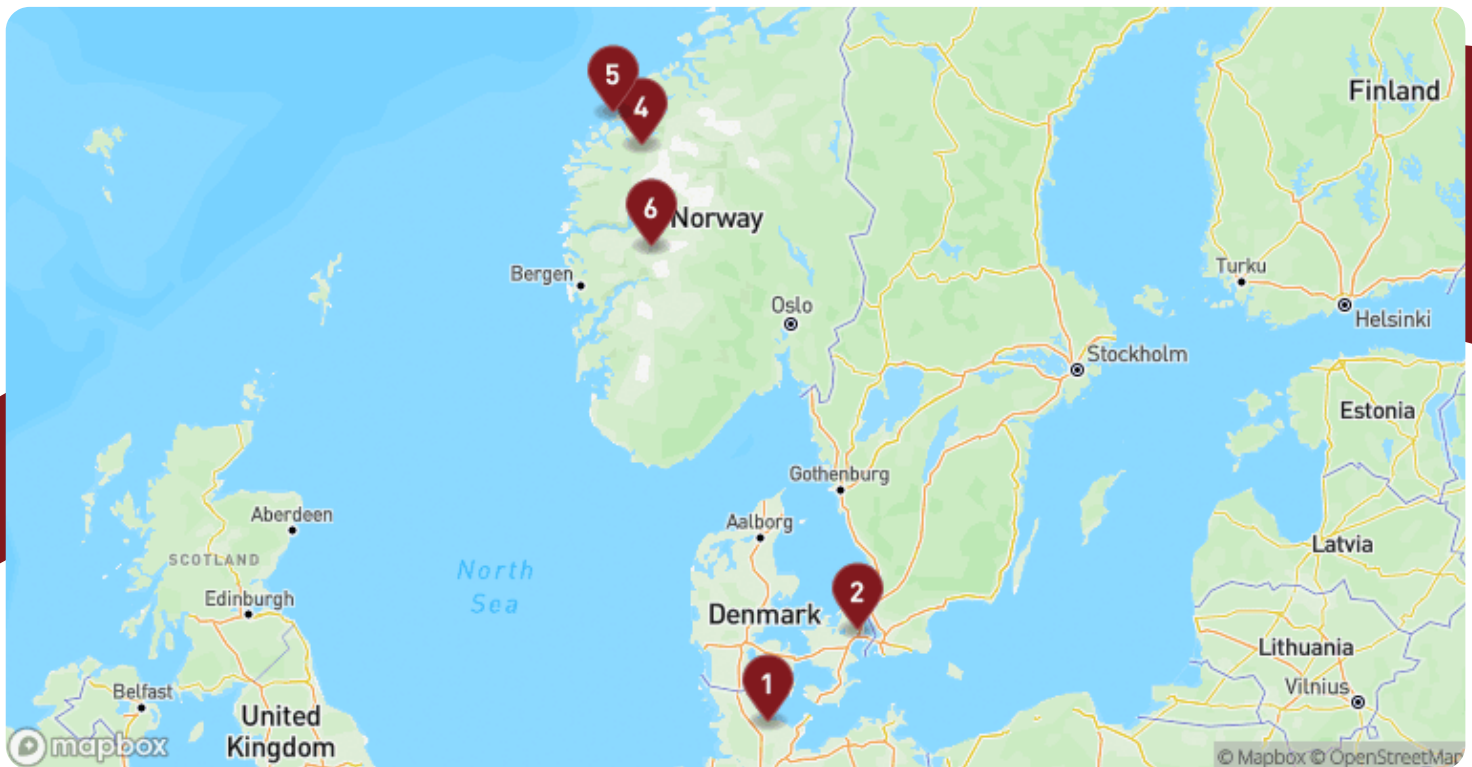 5
4
6
Norway
Finland
Bergen
Turku
Oslo
Helsinki
Stockholm
Estonia
Gothenburg
Aberdeen
Aalborg
SCOTLAND
Latvia
North
Sea
Edinburgh
2
Denmark
Lithuania
1
Vilnius
Belfast
United
Kingdom
mapbox
© Mapbox © OpenStreetMap